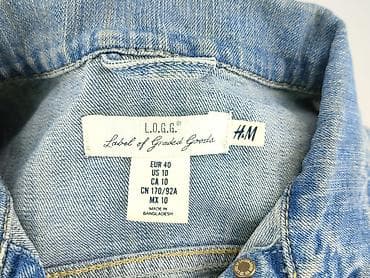 L.O.G.G.®
Label of Graded Goods
H&M
EUR 40
US 10
CA 10
CN 170/92A
MX 10
MADE IN
BANGLADESH